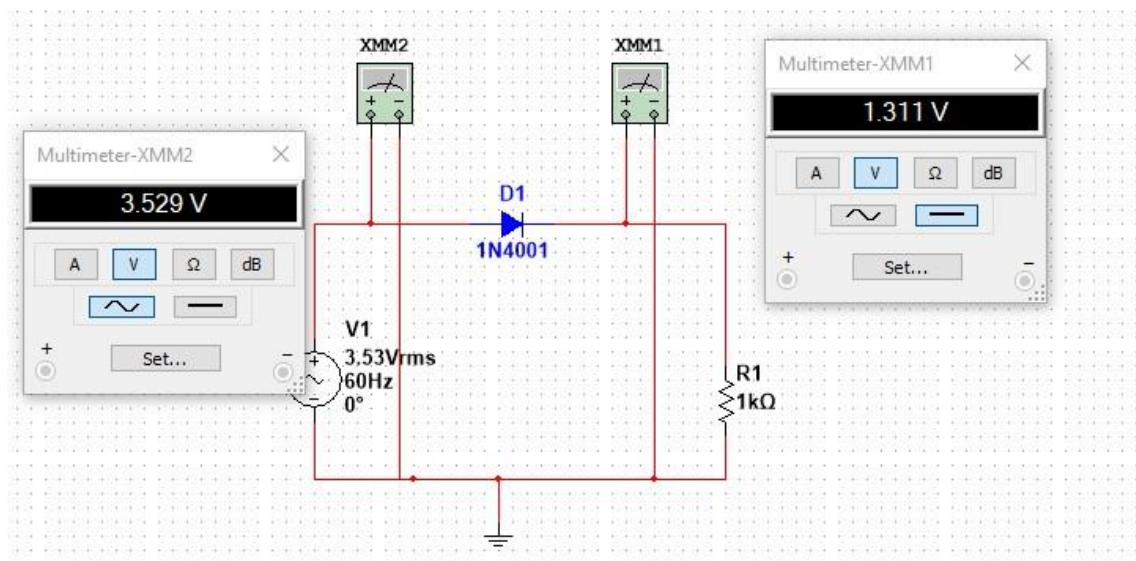 XMM2
XMM1
Multimeter-XMM1
1.311 V
A V Ω dB
+ Set... -
Multimeter-XMM2
3.529 V
A V Ω dB
+ Set... -
+ -
+ -
D1
1N4001
V1
3.53Vrms
60Hz
0°
R1
1kΩ